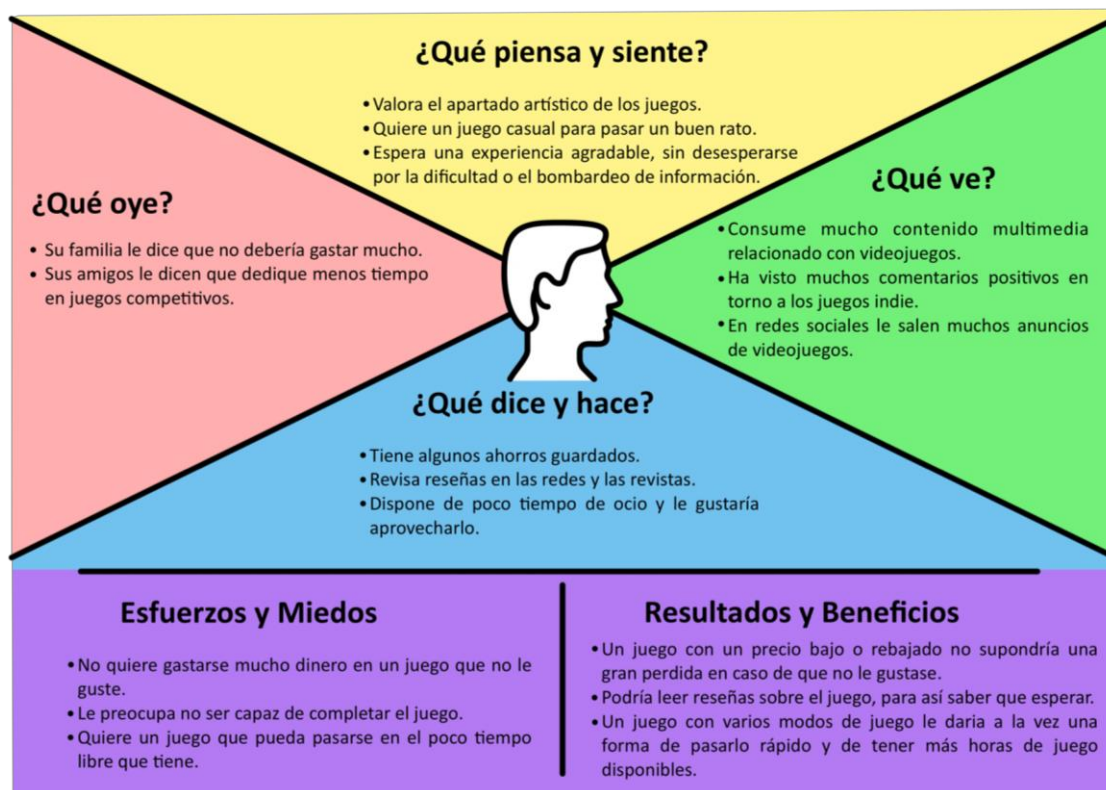 ¿Qué piensa y siente?
• Valora el apartado artístico de los juegos.
• Quiere un juego casual para pasar un buen rato.
• Espera una experiencia agradable, sin desesperarse
por la dificultad o el bombardeo de información.
¿Qué oye?
• Su familia le dice que no debería gastar mucho.
• Sus amigos le dicen que dedique menos tiempo
en juegos competitivos.
¿Qué ve?
• Consume mucho contenido multimedia
relacionado con videojuegos.
• Ha visto muchos comentarios positivos en
torno a los juegos indie.
• En redes sociales le salen muchos anuncios
de videojuegos.
¿Qué dice y hace?
• Tiene algunos ahorros guardados.
• Revisa reseñas en las redes y las revistas.
• Dispone de poco tiempo de ocio y le gustaría
aprovecharlo.
Esfuerzos y Miedos
• No quiere gastarse mucho dinero en un juego que no le
guste.
• Le preocupa no ser capaz de completar el juego.
• Quiere un juego que pueda pasarse en el poco tiempo
libre que tiene.
Resultados y Beneficios
• Un juego con un precio bajo o rebajado no supondría una
gran perdida en caso de que no le gustase.
• Podría leer reseñas sobre el juego, para así saber que esperar.
• Un juego con varios modos de juego le daria a la vez una
forma de pasarlo rápido y de tener más horas de juego
disponibles.